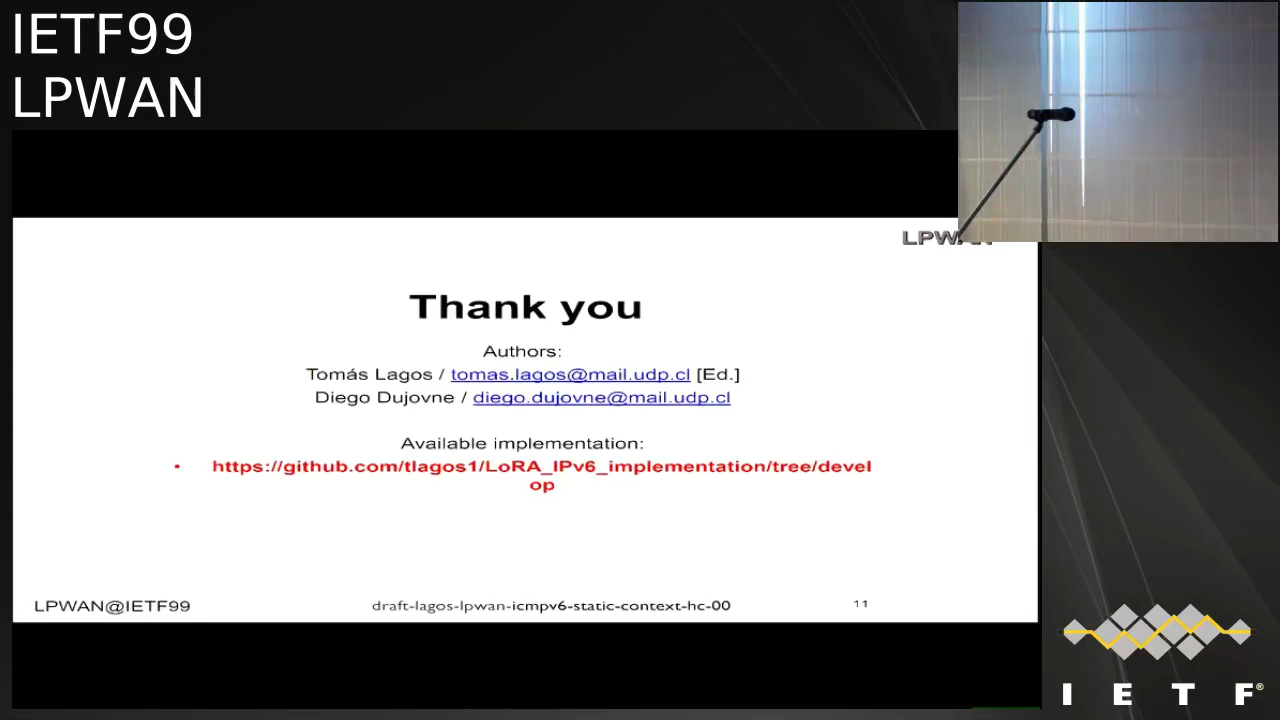 IETF99
LPWAN
LPWAN
Thank you
Authors:
Tomás Lagos / tomas.lagos@mail.udp.cl [Ed.]
Diego Dujovne / diego.dujovne@mail.udp.cl
Available implementation:
• https://github.com/tlagos1/LoRA_IPv6_implementation/tree/devel
op
LPWAN@IETF99
draft-lagos-lpwan-icmpv6-static-context-hc-00
11
I E T F®